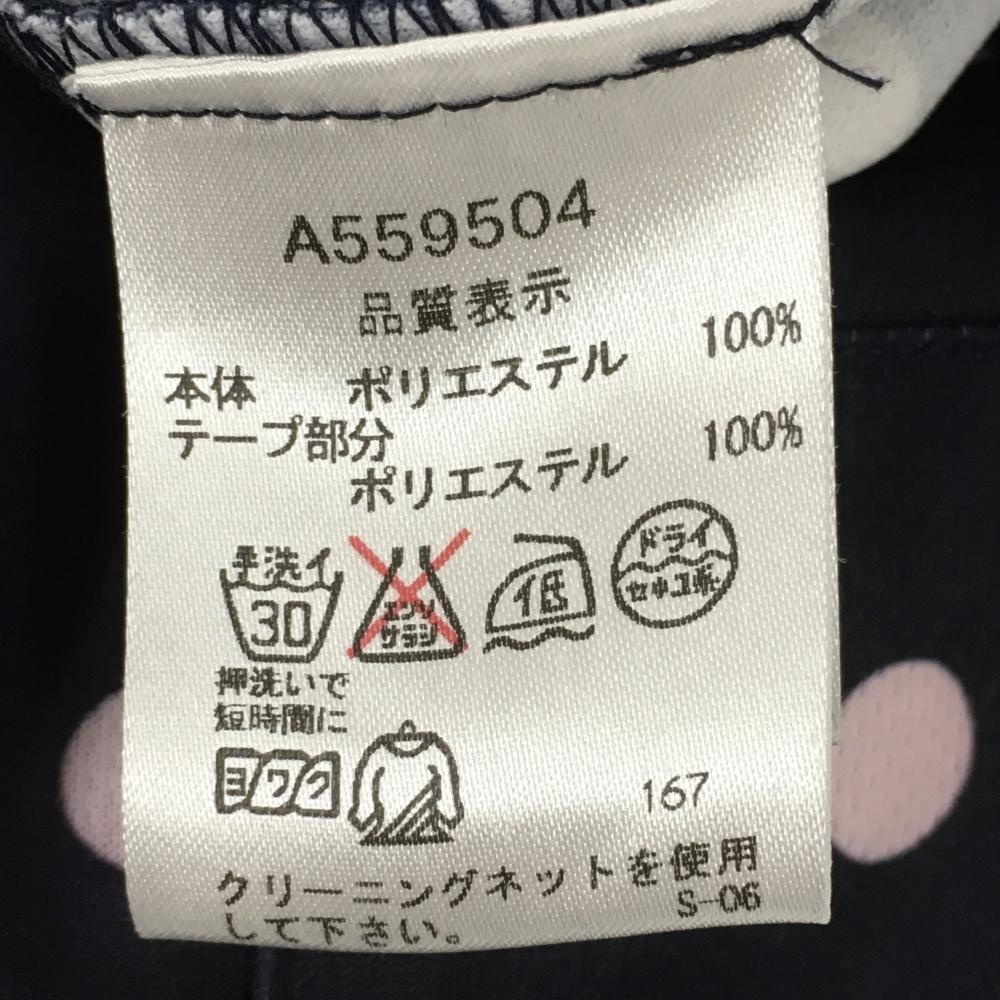 A559504
品質表示
本体 ポリエステル 100%
テープ部分
ポリエステル 100%
手洗イ
30
エンソ
サラシ
低
ドライ
セキユ系
押洗いで
短時間に
ヨワク
167
クリーニングネットを使用
して下さい。
S-06